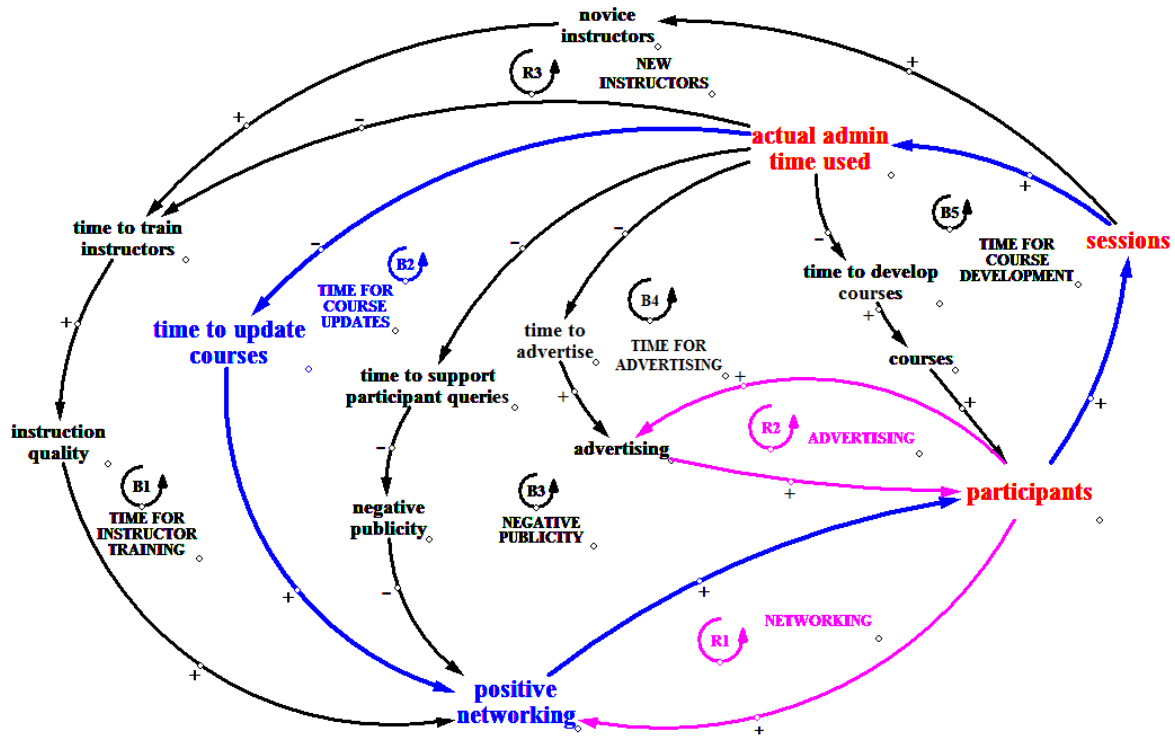 novice
instructors
+
R3
NEW
INSTRUCTORS
+
+
–
actual admin
time used
+
time to train
instructors
–
B2
TIME FOR
COURSE
UPDATES
–
–
–
B5
TIME FOR
COURSE
DEVELOPMENT
sessions
time to develop
courses
+
+
time to update
courses
time to
advertise
B4
TIME FOR
ADVERTISING
courses
time to support
participant queries
+
+
+
+
instruction
quality
–
advertising
R2
ADVERTISING
+
B1
TIME FOR
INSTRUCTOR
TRAINING
negative
publicity
B3
NEGATIVE
PUBLICITY
participants
+
–
+
R1
NETWORKING
+
positive
networking
+